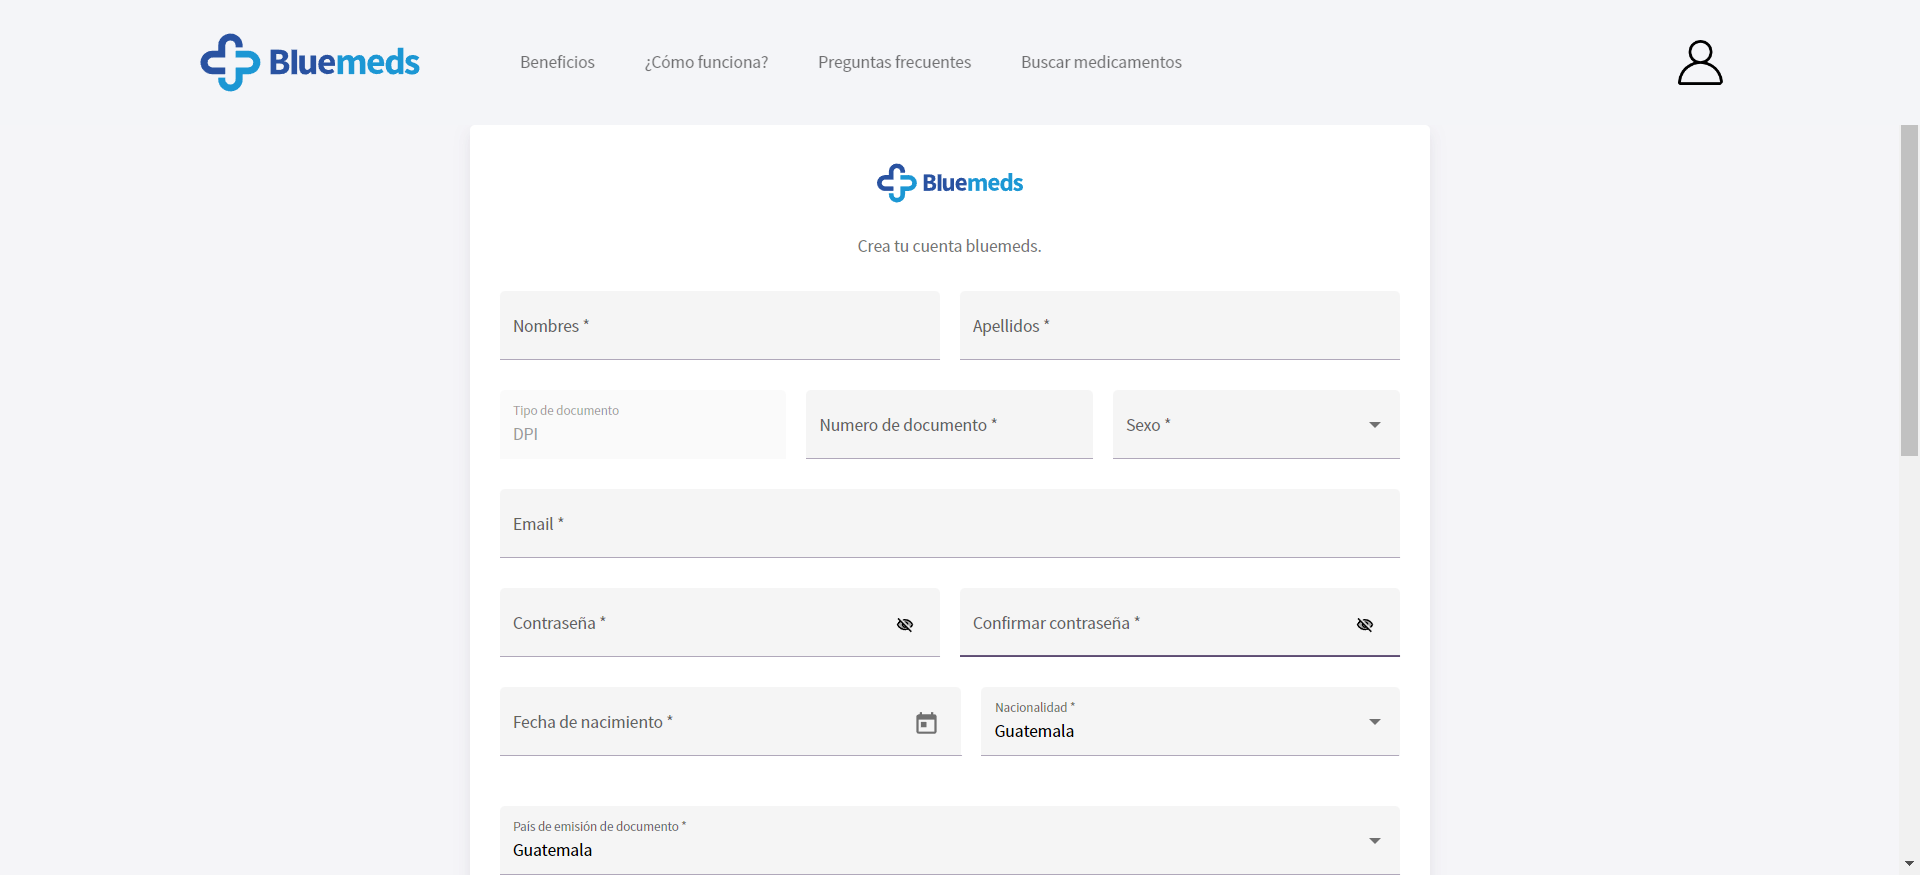 Bluemeds
Beneficios
¿Cómo funciona?
Preguntas frecuentes
Buscar medicamentos
Bluemeds
Crea tu cuenta bluemeds.
Nombres *
Apellidos *
Tipo de documento
DPI
Numero de documento *
Sexo *
Email *
Contraseña *
Confirmar contraseña *
Fecha de nacimiento *
Nacionalidad *
Guatemala
País de emisión de documento *
Guatemala